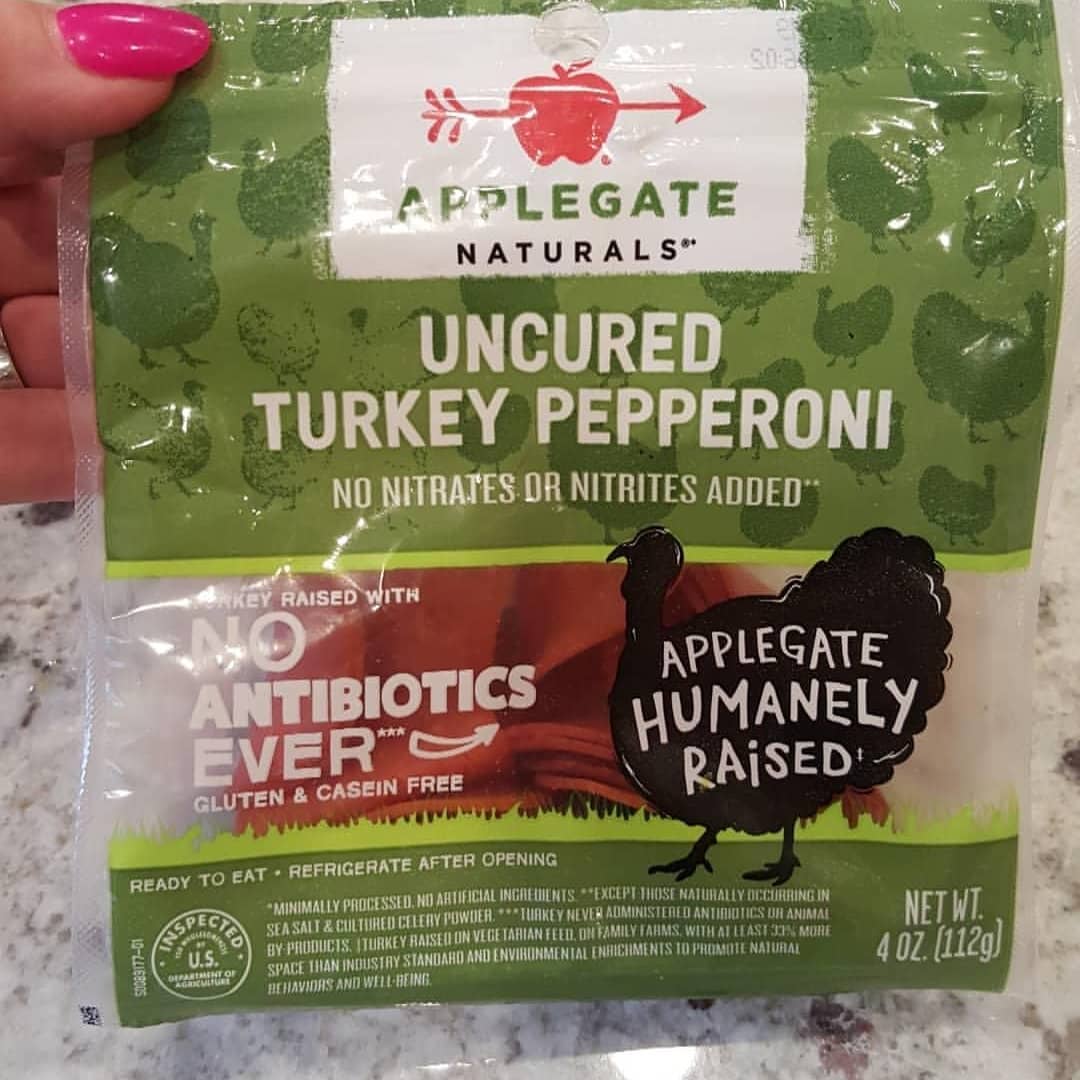 APPLEGATE
NATURALS®*
UNCURED
TURKEY PEPPERONI
NO NITRATES OR NITRITES ADDED**
RAISED WITH
NO
ANTIBIOTICS
EVER***
GLUTEN & CASEIN FREE
APPLEGATE
HUMANELY
RAiSED‡
READY TO EAT • REFRIGERATE AFTER OPENING
*MINIMALLY PROCESSED. NO ARTIFICIAL INGREDIENTS. **EXCEPT THOSE NATURALLY OCCURRING IN
SEA SALT & CULTURED CELERY POWDER. ***TURKEY NEVER ADMINISTERED ANTIBIOTICS OR ANIMAL
BY-PRODUCTS. ‡TURKEY RAISED ON VEGETARIAN FEED, ON FAMILY FARMS, WITH AT LEAST 33% MORE
SPACE THAN INDUSTRY STANDARD AND ENVIRONMENTAL ENRICHMENTS TO PROMOTE NATURAL
BEHAVIORS AND WELL-BEING.
INSPECTED
BY
U.S.
DEPARTMENT OF
AGRICULTURE
NET WT.
4 OZ. (112g)